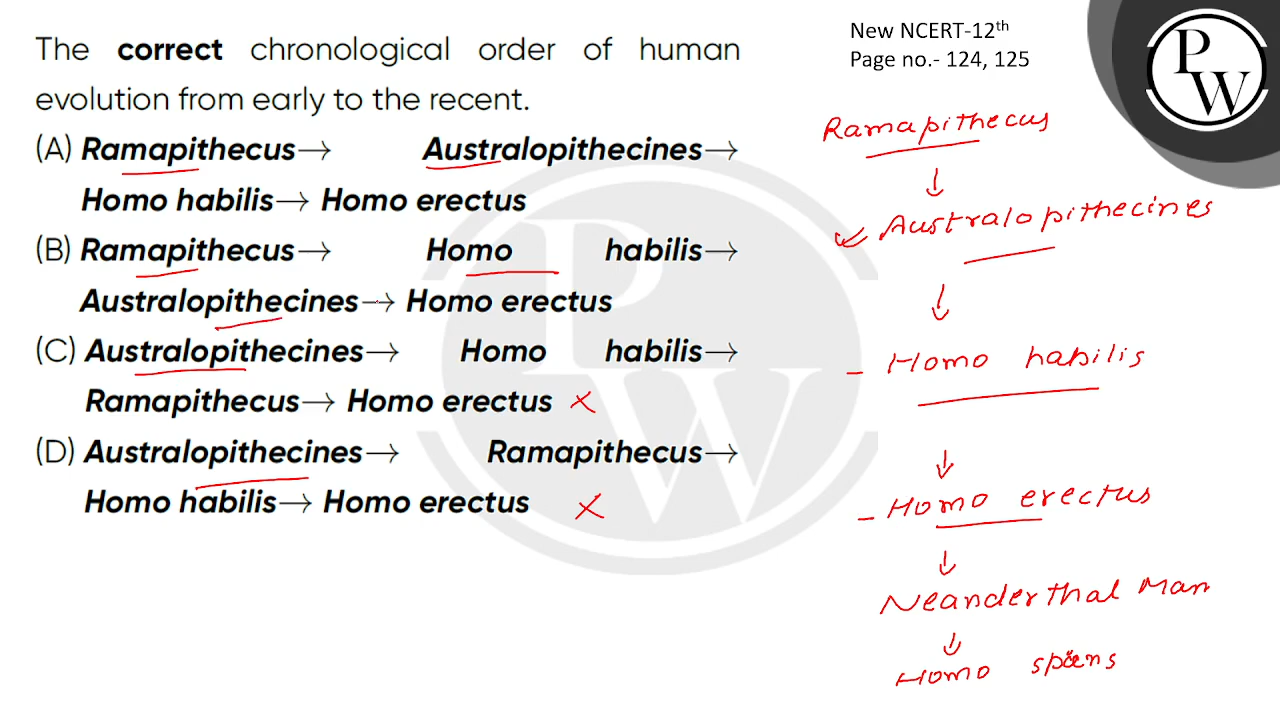 The correct chronological order of human
evolution from early to the recent.
(A) Ramapithecus→ Australopithecines→
Homo habilis→ Homo erectus
(B) Ramapithecus→ Homo habilis→
Australopithecines→ Homo erectus
(C) Australopithecines→ Homo habilis→
Ramapithecus→ Homo erectus ×
(D) Australopithecines→ Ramapithecus→
Homo habilis→ Homo erectus ×
New NCERT-12th
Page no.- 124, 125
PW
Ramapithecus
↓
✓ Australopithecines
↓
- Homo habilis
↓
- Homo erectus
↓
Neanderthal Man
↓
Homo
PW